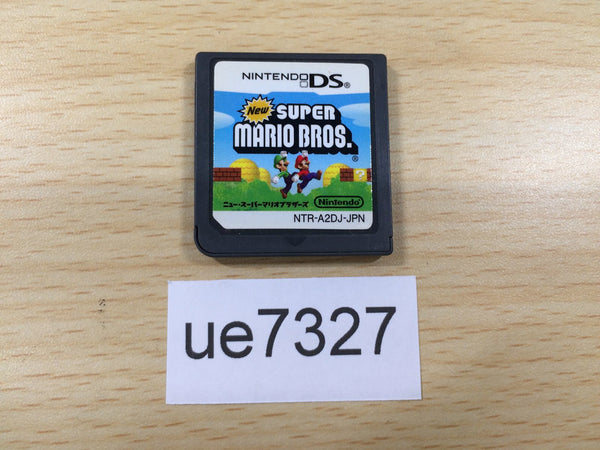 NINTENDO DS®
New SUPER
MARIO BROS.®
ニュー・スーパーマリオブラザーズ
Nintendo®
NTR-A2DJ-JPN
ue7327